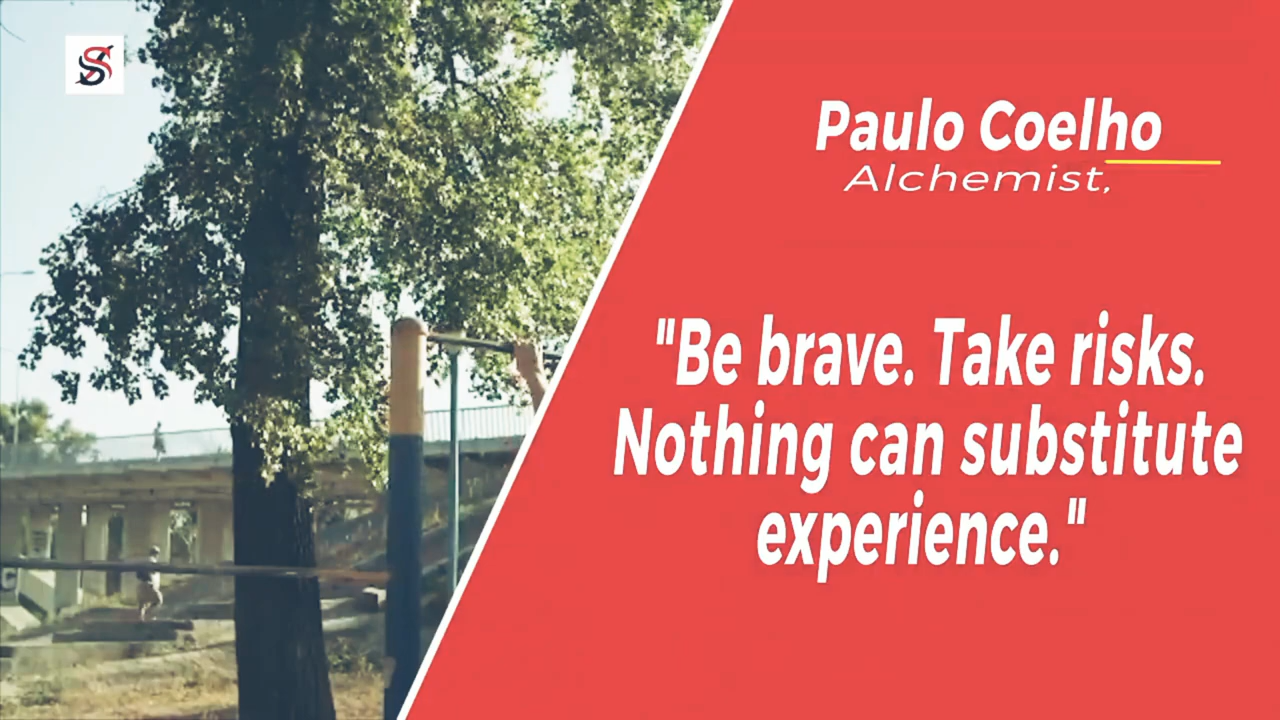 Paulo Coelho
Alchemist,
"Be brave. Take risks.
Nothing can substitute
experience."